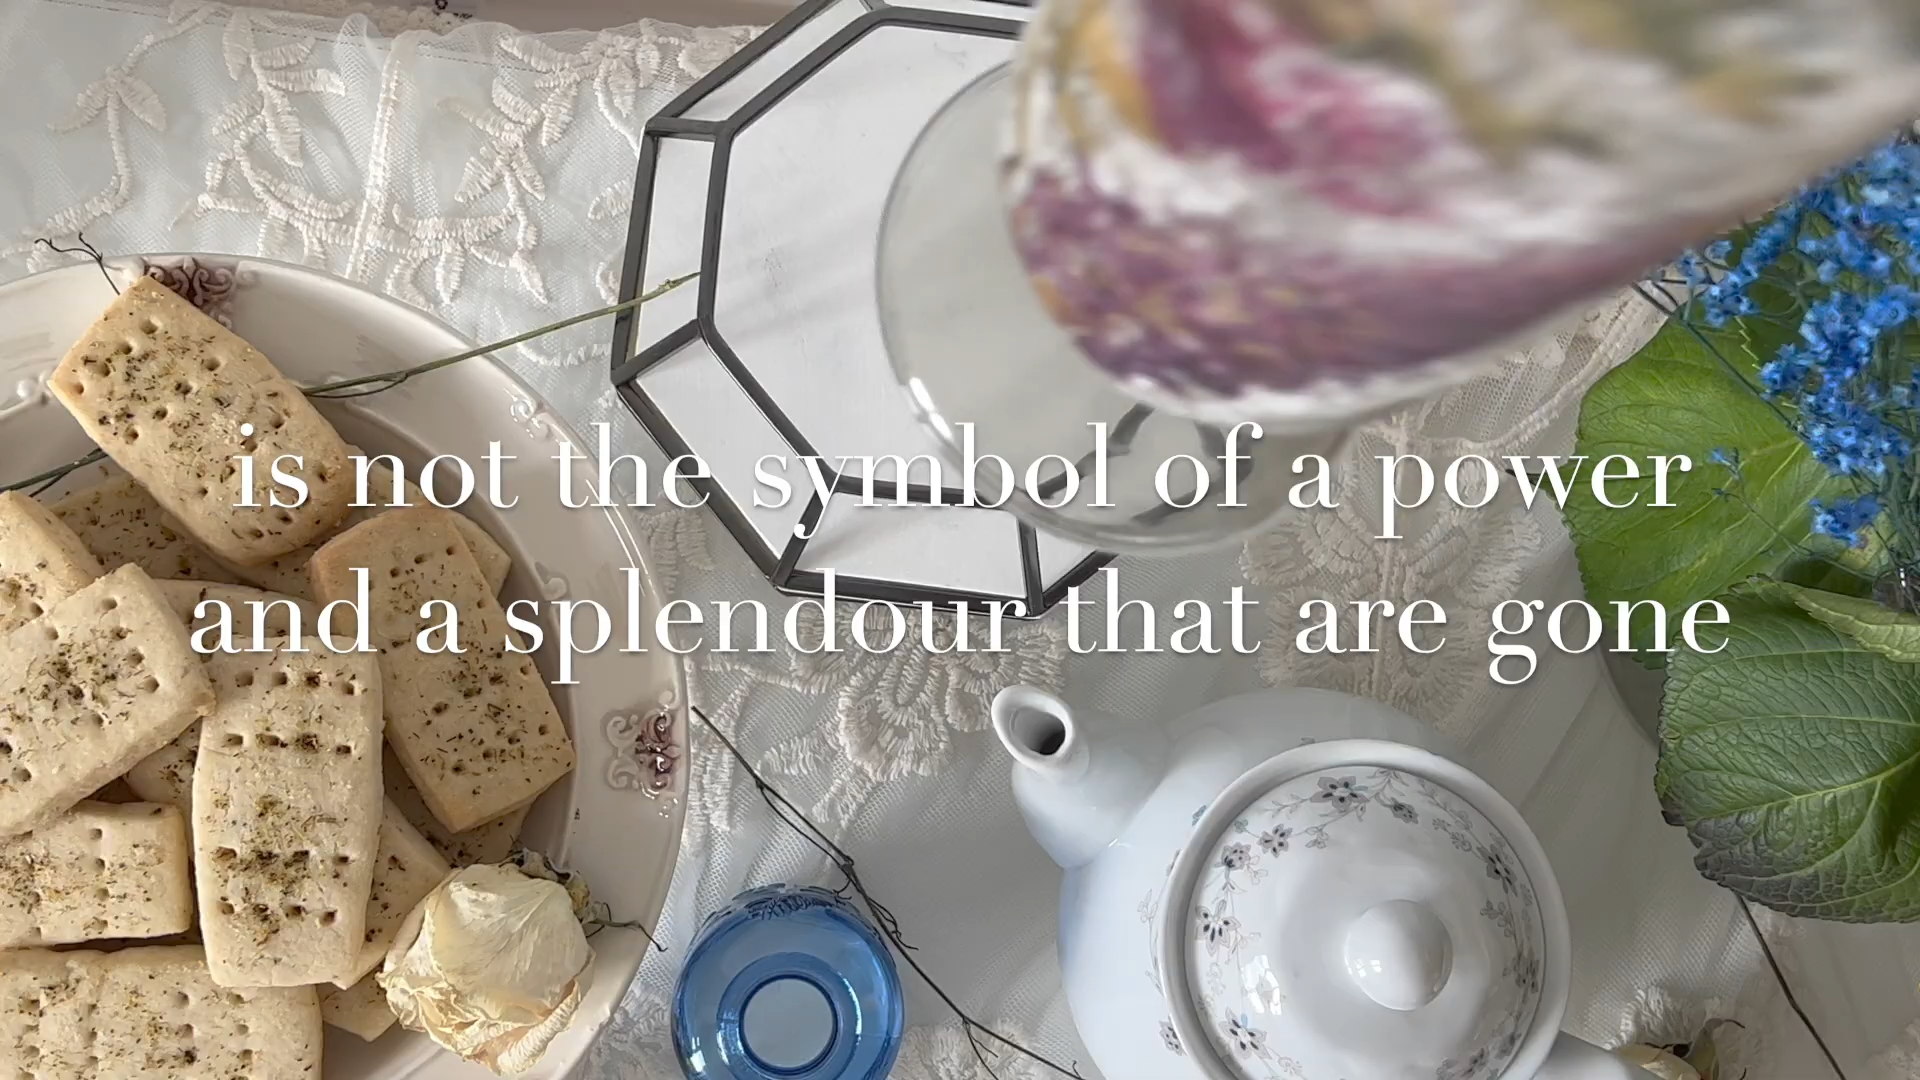 is not the symbol of a power
and a splendour that are gone